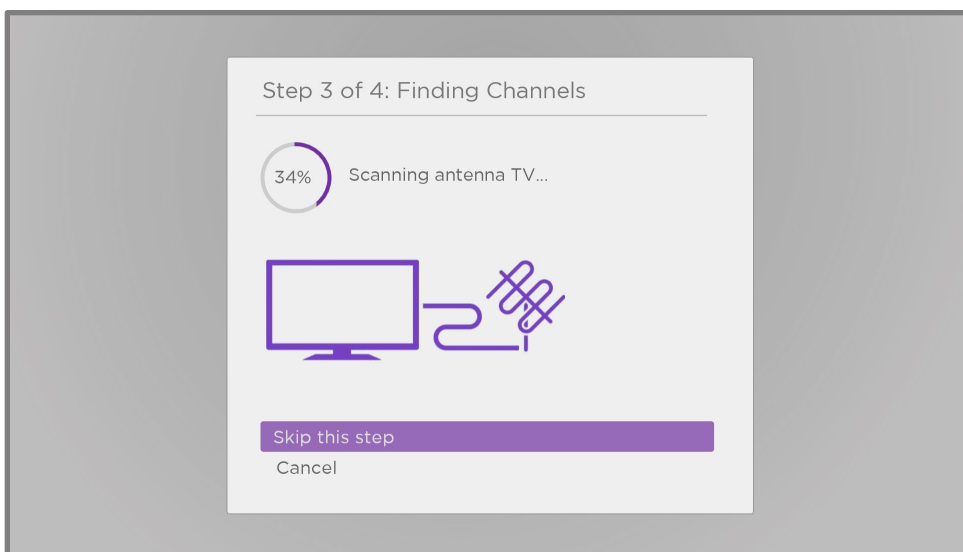 Step 3 of 4: Finding Channels
34%
Scanning antenna TV...
Skip this step
Cancel